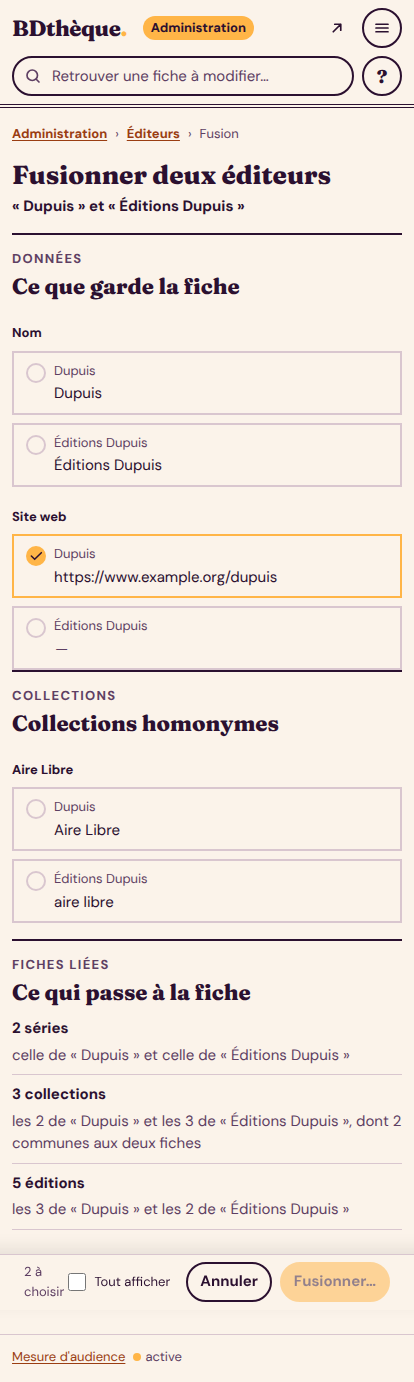 BDthèque.
Administration
Retrouver une fiche à modifier…
?
Administration › Éditeurs › Fusion
Fusionner deux éditeurs
« Dupuis » et « Éditions Dupuis »
DONNÉES
Ce que garde la fiche
Nom
Dupuis
Dupuis
Éditions Dupuis
Éditions Dupuis
Site web
Dupuis
https://www.example.org/dupuis
Éditions Dupuis
—
COLLECTIONS
Collections homonymes
Aire Libre
Dupuis
Aire Libre
Éditions Dupuis
aire libre
FICHES LIÉES
Ce qui passe à la fiche
2 séries
celle de « Dupuis » et celle de « Éditions Dupuis »
3 collections
les 2 de « Dupuis » et les 3 de « Éditions Dupuis », dont 2
communes aux deux fiches
5 éditions
les 3 de « Dupuis » et les 2 de « Éditions Dupuis »
2 à
choisir
Tout afficher
Annuler
Fusionner…
Mesure d'audience
active